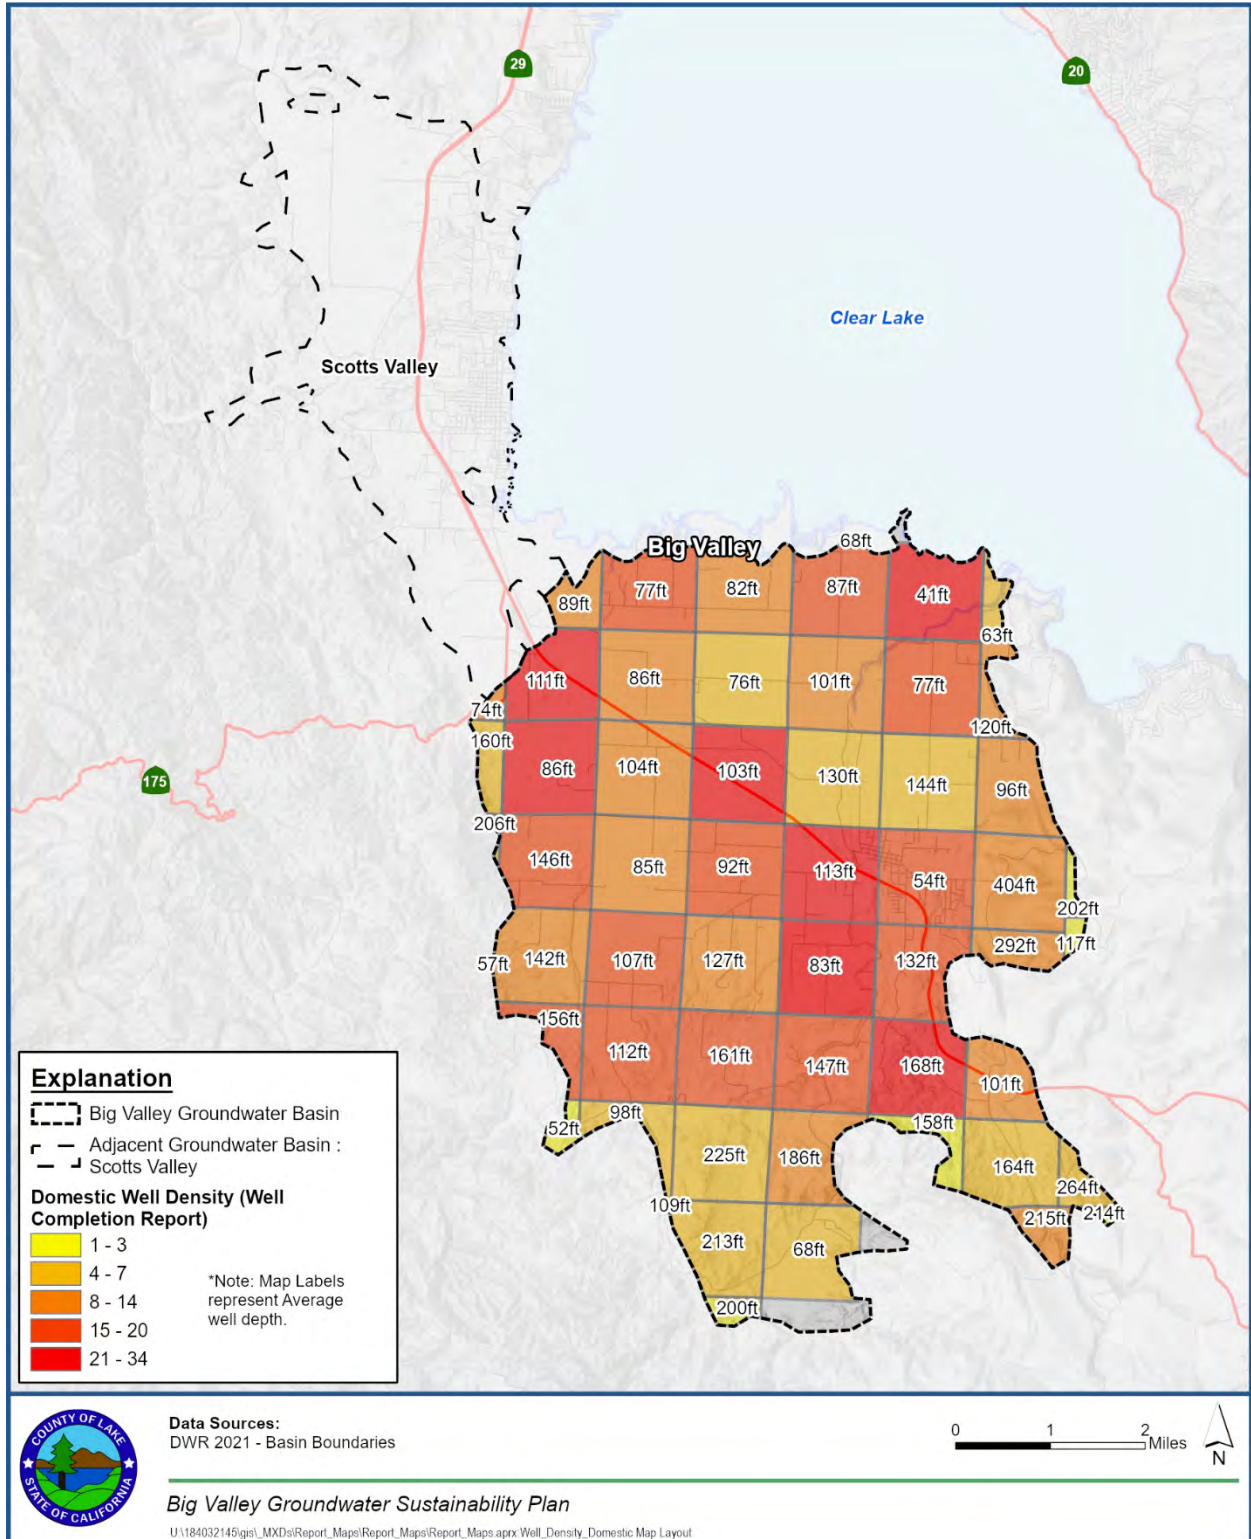 29
20
Clear Lake
Scotts Valley
Big Valley
68ft
89ft
77ft
82ft
87ft
41ft
63ft
111ft
86ft
76ft
101ft
77ft
74ft
120ft
160ft
86ft
104ft
103ft
130ft
144ft
96ft
175
206ft
146ft
85ft
92ft
113ft
54ft
404ft
202ft
57ft
142ft
107ft
127ft
83ft
132ft
292ft
117ft
156ft
112ft
161ft
147ft
168ft
101ft
52ft
98ft
158ft
225ft
186ft
164ft
264ft
109ft
215ft
214ft
213ft
68ft
200ft
Explanation
Big Valley Groundwater Basin
Adjacent Groundwater Basin :
Scotts Valley
Domestic Well Density (Well
Completion Report)
1 - 3
4 - 7
8 - 14
15 - 20
21 - 34
*Note: Map Labels
represent Average
well depth.
COUNTY OF LAKE
STATE OF CALIFORNIA
Data Sources:
DWR 2021 - Basin Boundaries
0 1 2
Miles
N
Big Valley Groundwater Sustainability Plan
U:\184032145\gis\_MXDs\Report_Maps\Report_Maps\Report_Maps.aprx Well_Density_Domestic Map Layout